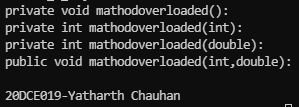 private void mathodoverloaded():
private int mathodoverloaded(int):
private int mathodoverloaded(double):
public void mathodoverloaded(int,double):
20DCE019-Yatharth Chauhan